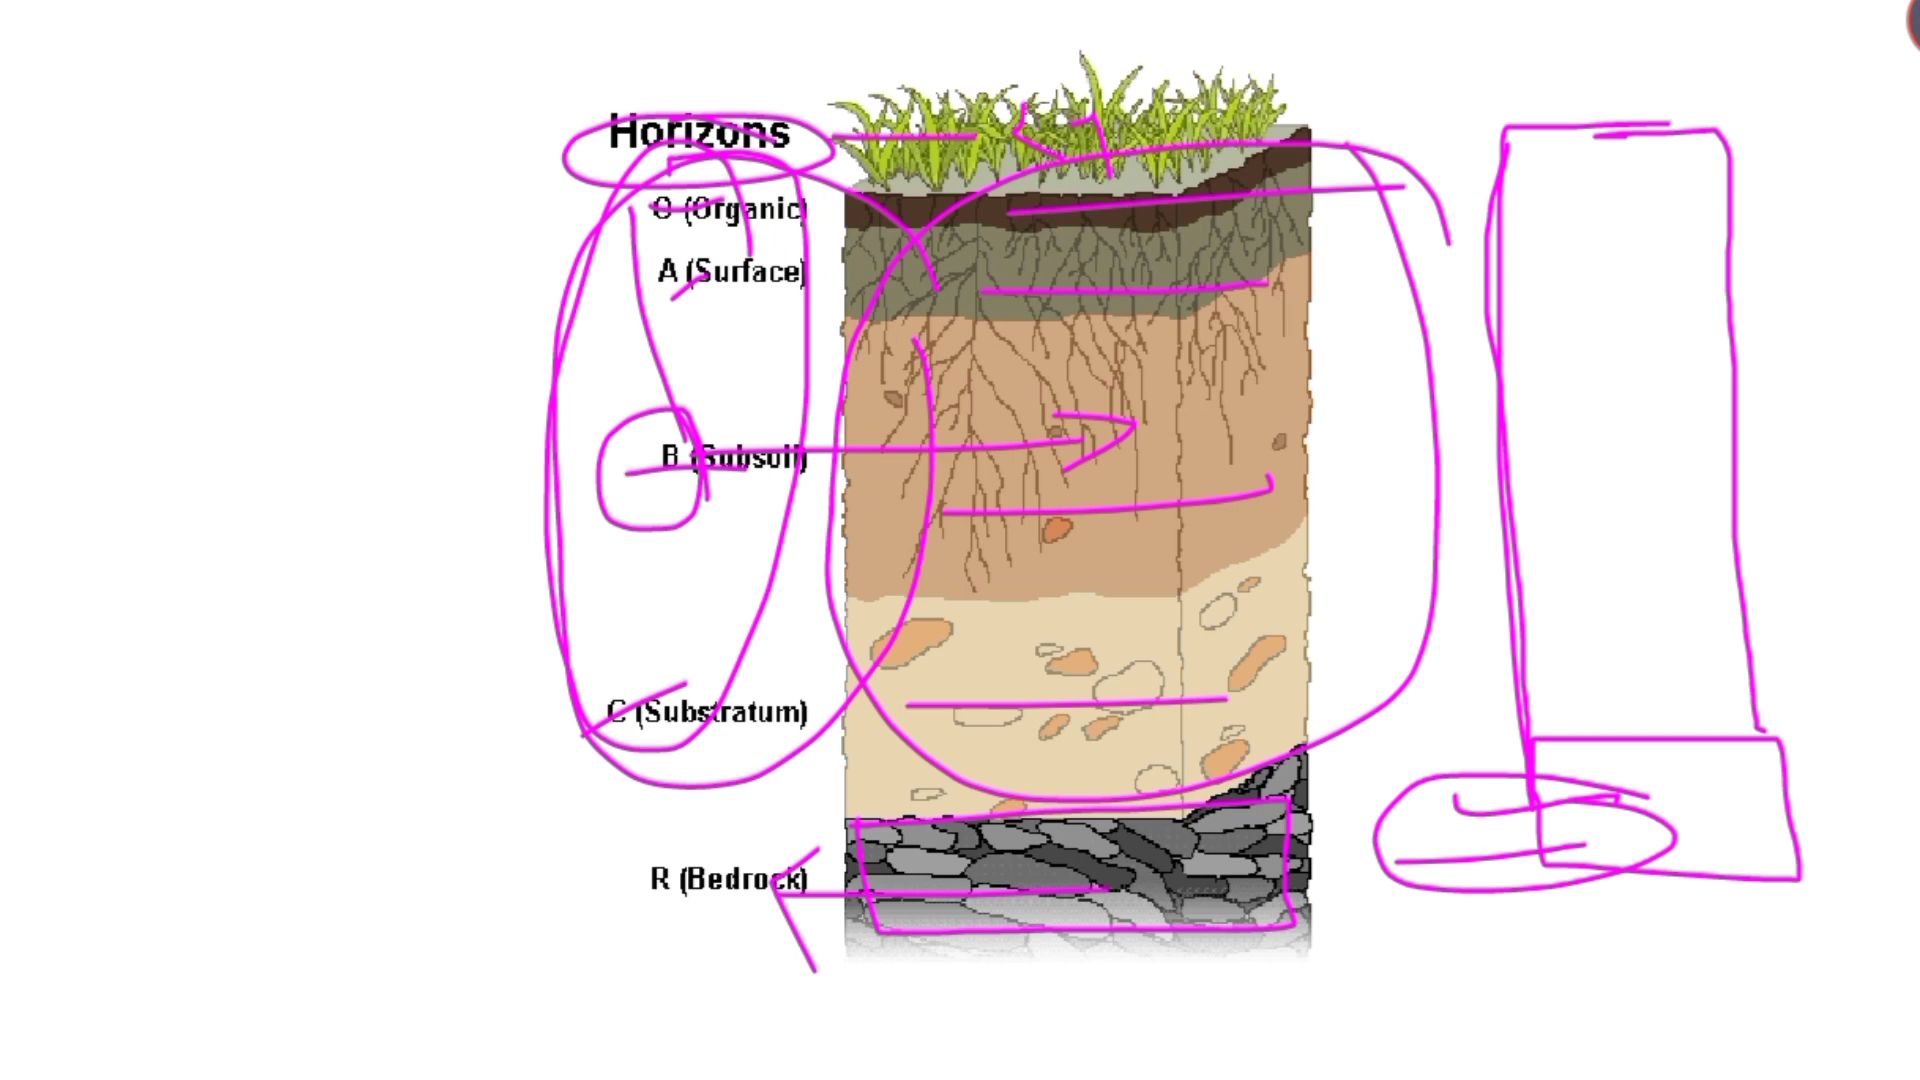 Horizons
O (Organic)
A (Surface)
B (Subsoil)
C (Substratum)
R (Bedrock)